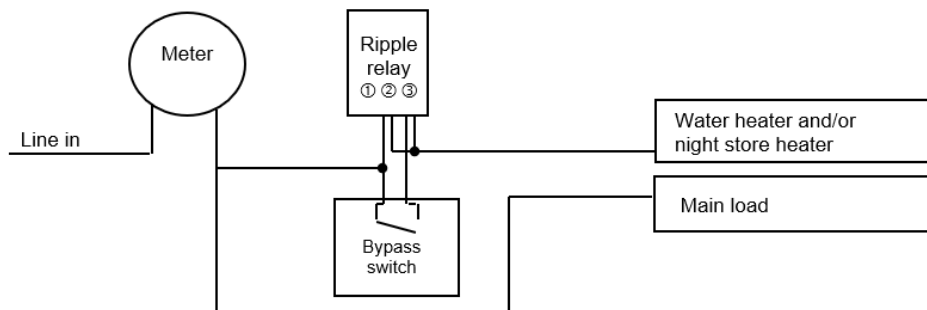 Meter
Ripple
relay
① ② ③
Line in
Water heater and/or
night store heater
Main load
Bypass
switch